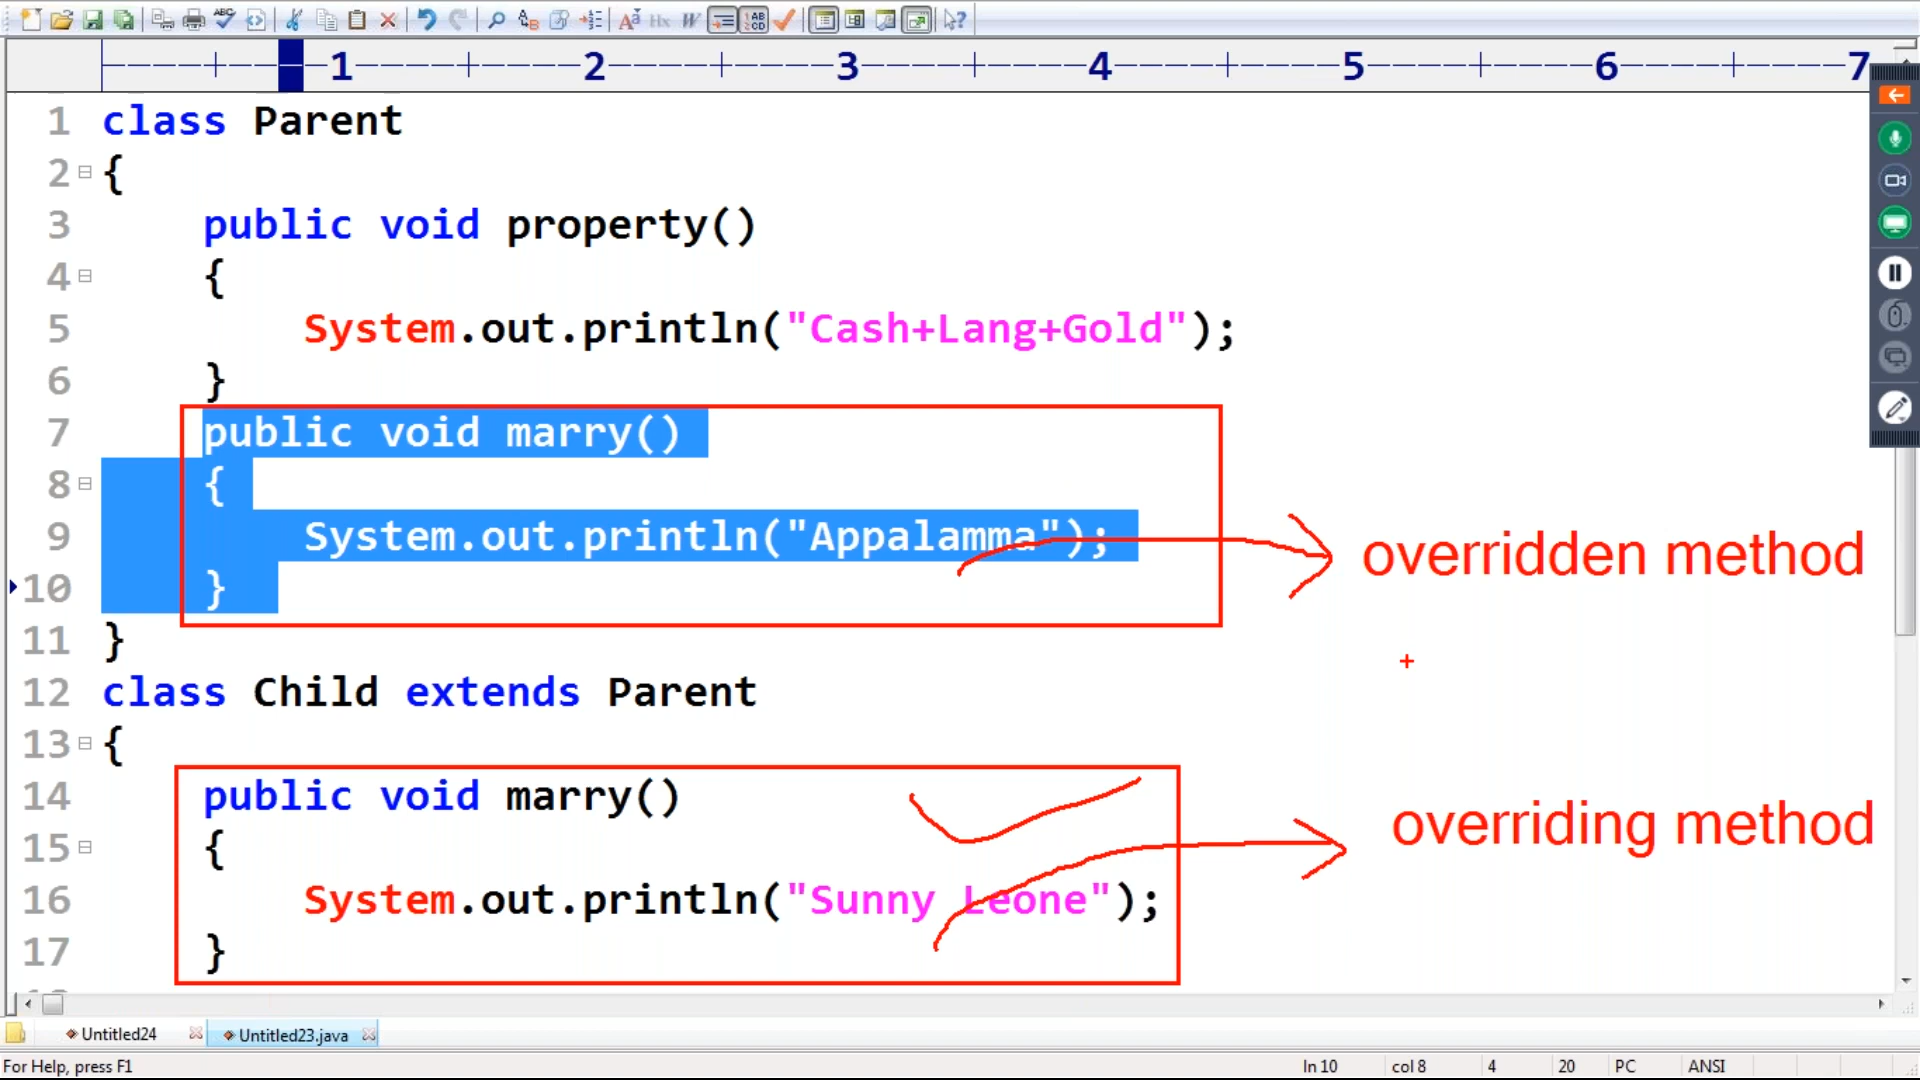 1 2 3 4 5 6 7
1 class Parent
2 {
3 public void property()
4 {
5 System.out.println("Cash+Lang+Gold");
6 }
7 public void marry()
8 {
9 System.out.println("Appalamma");
overridden method
10 }
11 }
12 class Child extends Parent
13 {
14 public void marry()
overriding method
15 {
16 System.out.println("Sunny Leone");
17 }
Untitled24 Untitled23.java
For Help, press F1 ln 10 col 8 4 20 PC ANSI